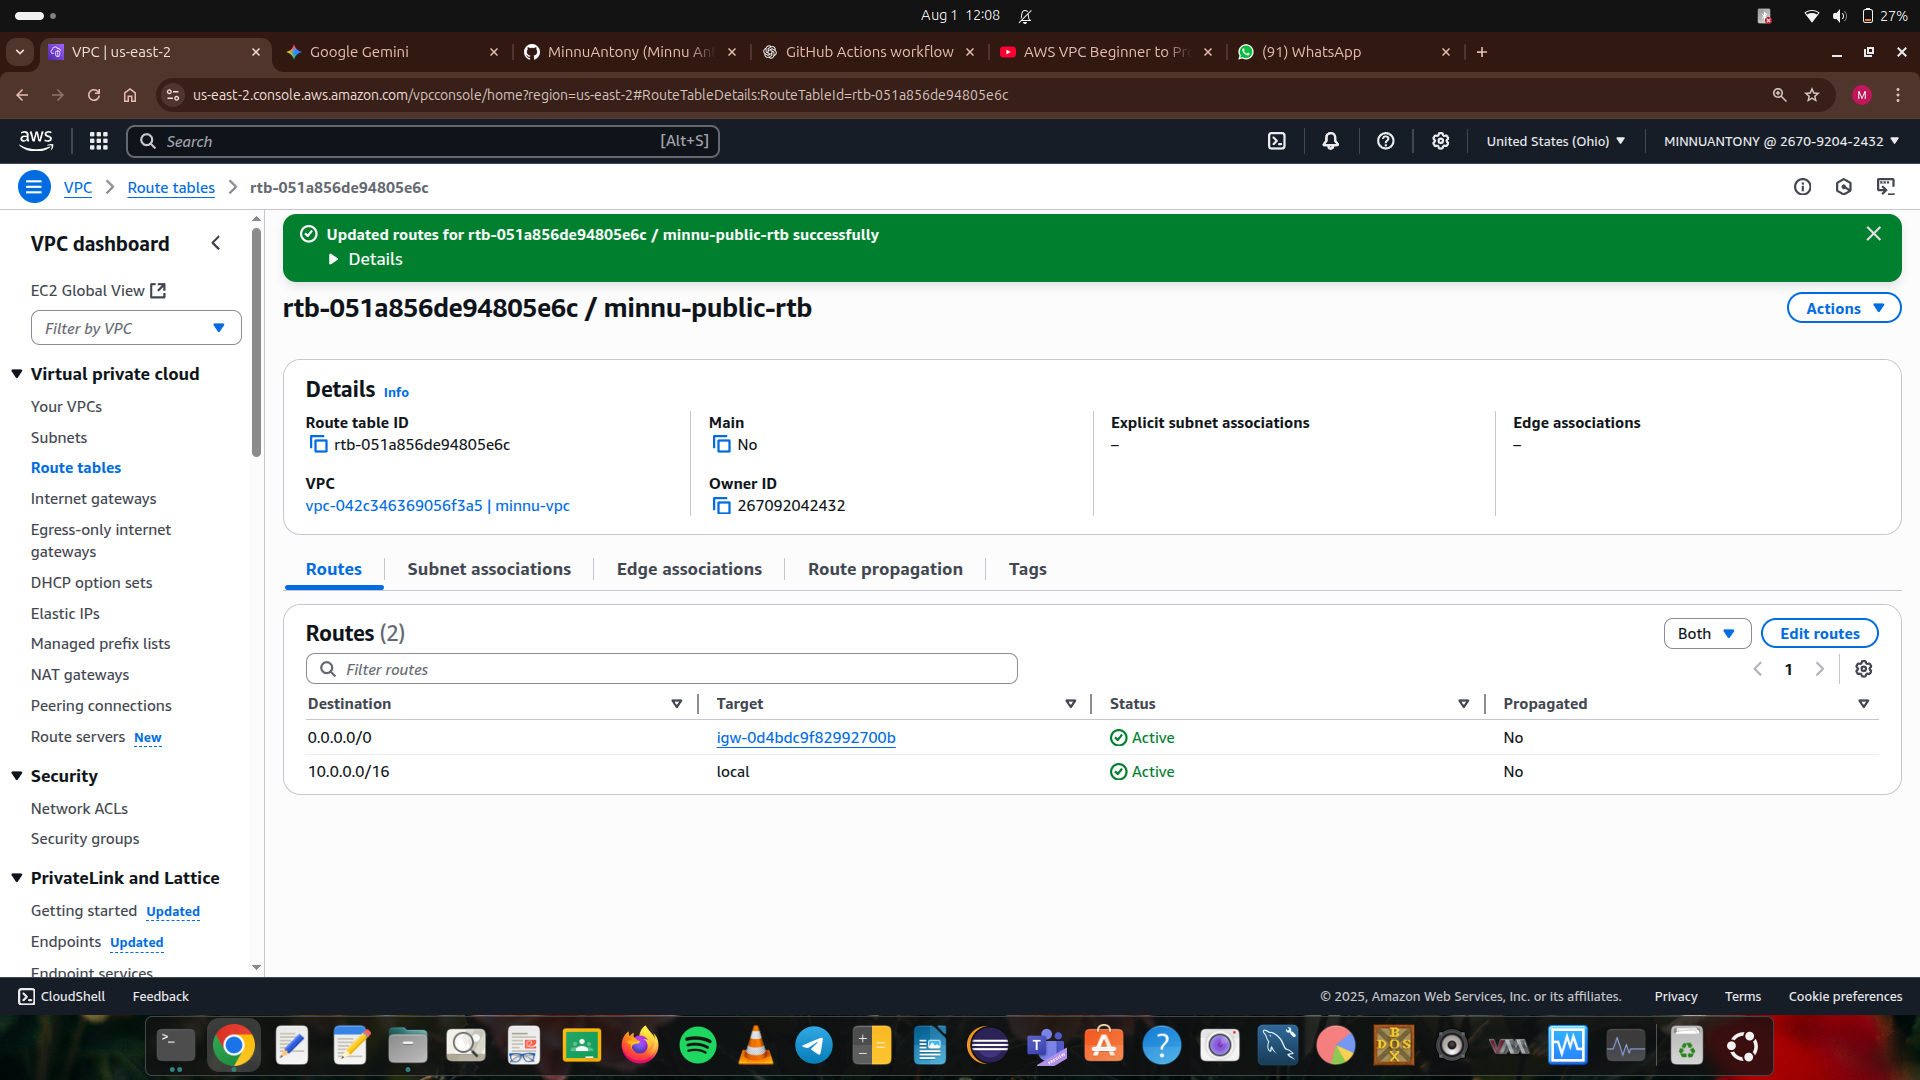 Aug 1 12:08
27%
VPC | us-east-2
Google Gemini
MinnuAntony (Minnu An
GitHub Actions workflow
AWS VPC Beginner to Pr
(91) WhatsApp
us-east-2.console.aws.amazon.com/vpcconsole/home?region=us-east-2#RouteTableDetails:RouteTableId=rtb-051a856de94805e6c
M
aws
Search
[Alt+S]
United States (Ohio)
MINNUANTONY @ 2670-9204-2432
VPC
Route tables
rtb-051a856de94805e6c
VPC dashboard
EC2 Global View
Filter by VPC
Virtual private cloud
Your VPCs
Subnets
Route tables
Internet gateways
Egress-only internet
gateways
DHCP option sets
Elastic IPs
Managed prefix lists
NAT gateways
Peering connections
Route servers New
Security
Network ACLs
Security groups
PrivateLink and Lattice
Getting started Updated
Endpoints Updated
Endpoint services
Updated routes for rtb-051a856de94805e6c / minnu-public-rtb successfully
Details
rtb-051a856de94805e6c / minnu-public-rtb
Actions
Details Info
Route table ID
rtb-051a856de94805e6c
Main
No
Explicit subnet associations
–
Edge associations
–
VPC
vpc-042c346369056f3a5 | minnu-vpc
Owner ID
267092042432
Routes
Subnet associations
Edge associations
Route propagation
Tags
Routes (2)
Both
Edit routes
Filter routes
1
Destination Target Status Propagated
0.0.0.0/0 igw-0d4bdc9f82992700b Active No
10.0.0.0/16 local Active No
CloudShell
Feedback
© 2025, Amazon Web Services, Inc. or its affiliates.
Privacy
Terms
Cookie preferences